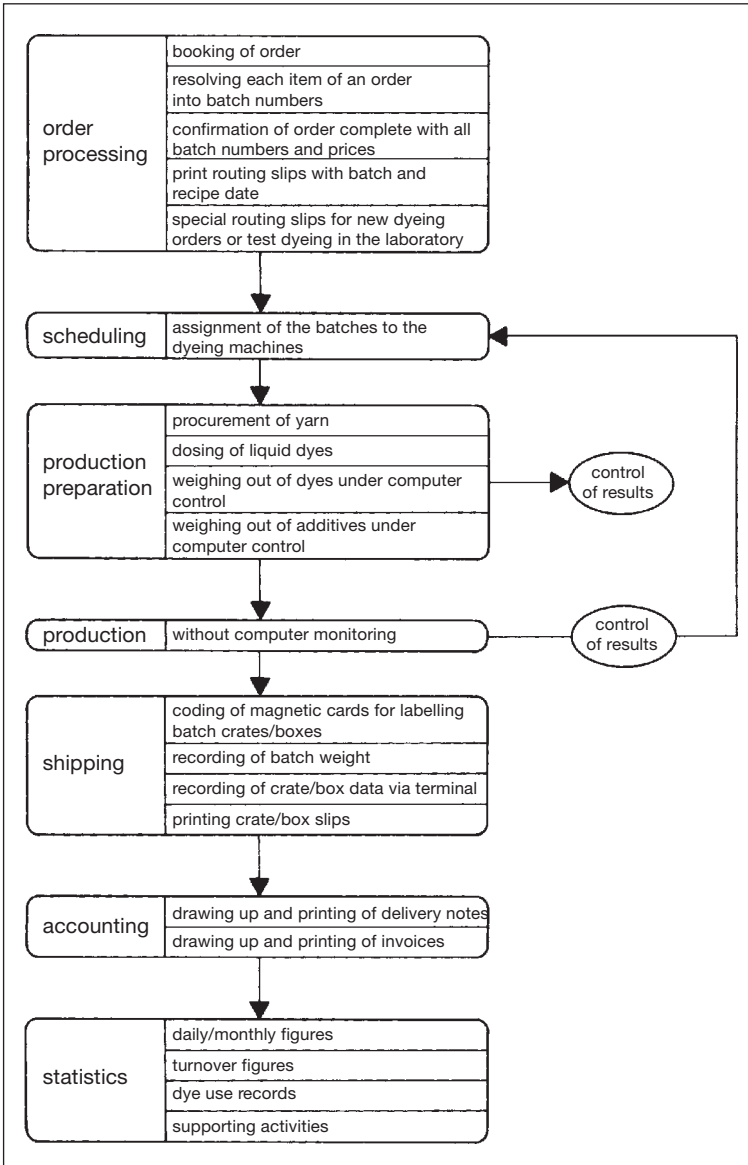 order
processing
booking of order
resolving each item of an order
into batch numbers
confirmation of order complete with all
batch numbers and prices
print routing slips with batch and
recipe date
special routing slips for new dyeing
orders or test dyeing in the laboratory
scheduling
assignment of the batches to the
dyeing machines
production
preparation
procurement of yarn
dosing of liquid dyes
weighing out of dyes under computer
control
weighing out of additives under
computer control
control
of results
production
without computer monitoring
control
of results
shipping
coding of magnetic cards for labelling
batch crates/boxes
recording of batch weight
recording of crate/box data via terminal
printing crate/box slips
accounting
drawing up and printing of delivery notes
drawing up and printing of invoices
statistics
daily/monthly figures
turnover figures
dye use records
supporting activities